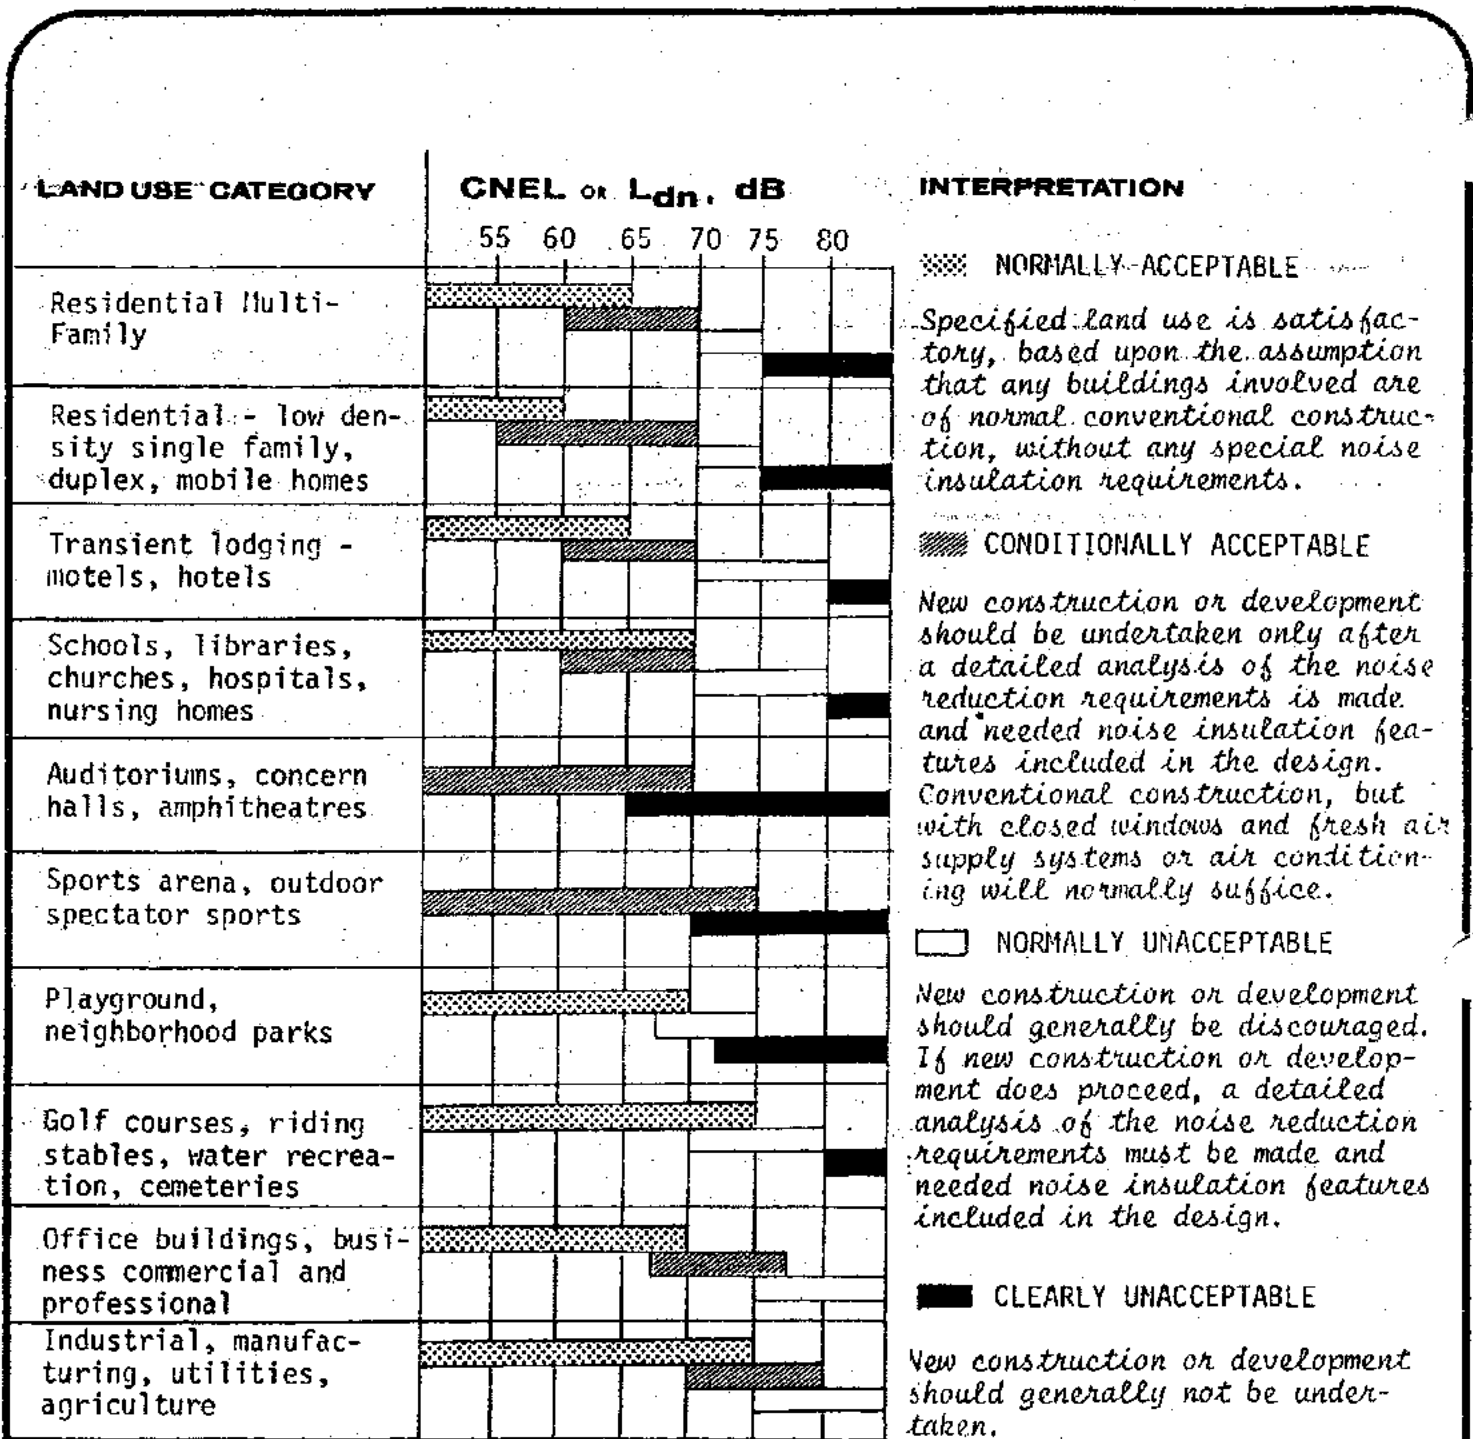 LAND USE CATEGORY
CNEL OR Ldn, dB
55 60 65 70 75 80
Residential Multi-
Family
Residential - low den-
sity single family,
duplex, mobile homes
Transient lodging -
motels, hotels
Schools, libraries,
churches, hospitals,
nursing homes
Auditoriums, concern
halls, amphitheatres
Sports arena, outdoor
spectator sports
Playground,
neighborhood parks
Golf courses, riding
stables, water recrea-
tion, cemeteries
Office buildings, busi-
ness commercial and
professional
Industrial, manufac-
turing, utilities,
agriculture
INTERPRETATION
NORMALLY ACCEPTABLE
Specified land use is satisfac-
tory, based upon the assumption
that any buildings involved are
of normal conventional construc-
tion, without any special noise
insulation requirements.
CONDITIONALLY ACCEPTABLE
New construction or development
should be undertaken only after
a detailed analysis of the noise
reduction requirements is made
and needed noise insulation fea-
tures included in the design.
Conventional construction, but
with closed windows and fresh air
supply systems or air condition-
ing will normally suffice.
NORMALLY UNACCEPTABLE
New construction or development
should generally be discouraged.
If new construction or develop-
ment does proceed, a detailed
analysis of the noise reduction
requirements must be made and
needed noise insulation features
included in the design.
CLEARLY UNACCEPTABLE
New construction or development
should generally not be under-
taken.